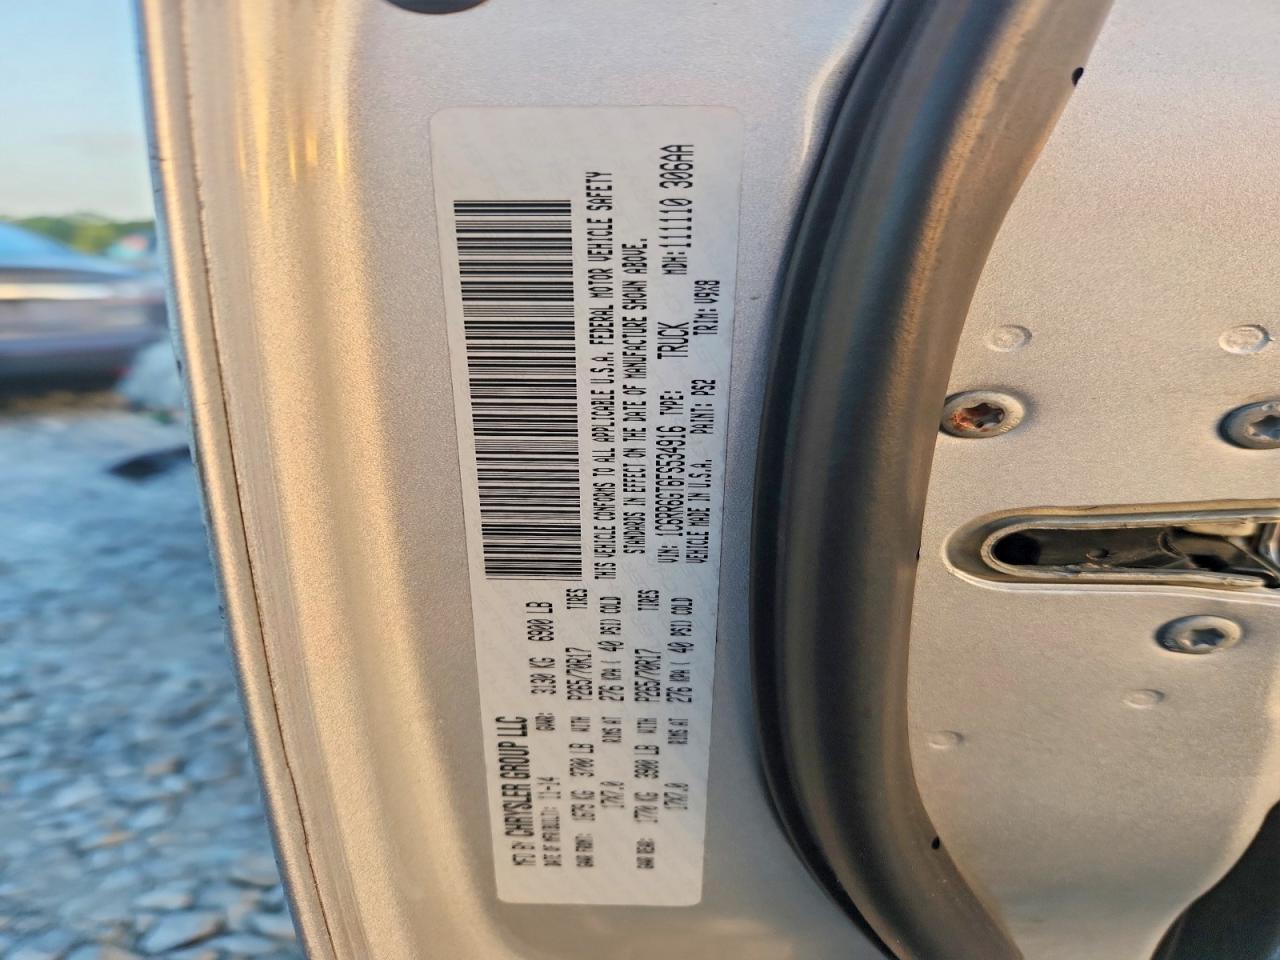 MFD BY CHRYSLER GROUP LLC
DATE OF MFR(BUILT): 11-14 GVWR: 3130 KG 6900 LB
GAWR FRONT: 1679 KG 3700 LB WITH P265/70R17 TIRES
17X7.0 RIMS AT 276 KPA ( 40 PSI) COLD
GAWR REAR: 1770 KG 3900 LB WITH P265/70R17 TIRES
17X7.0 RIMS AT 276 KPA ( 40 PSI) COLD
THIS VEHICLE CONFORMS TO ALL APPLICABLE U.S.A. FEDERAL MOTOR VEHICLE SAFETY
STANDARDS IN EFFECT ON THE DATE OF MANUFACTURE SHOWN ABOVE.
VIN: 1C6RR6GT6FS534916 TYPE: TRUCK MDH:111110 306AA
VEHICLE MADE IN U.S.A. PAINT: PS2 TRIM: V9X8